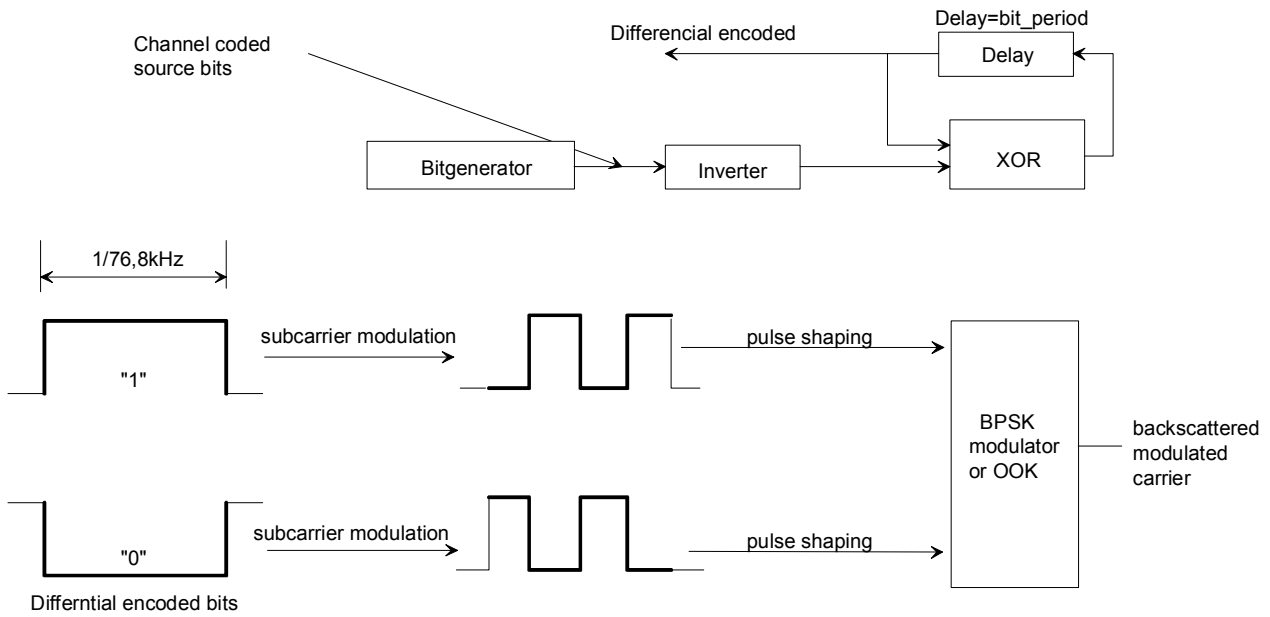 Delay=bit_period
Differencial encoded
Delay
Channel coded
source bits
XOR
Bitgenerator
Inverter
1/76,8kHz
subcarrier modulation
pulse shaping
"1"
BPSK
modulator
or OOK
backscattered
modulated
carrier
subcarrier modulation
pulse shaping
"0"
Differntial encoded bits